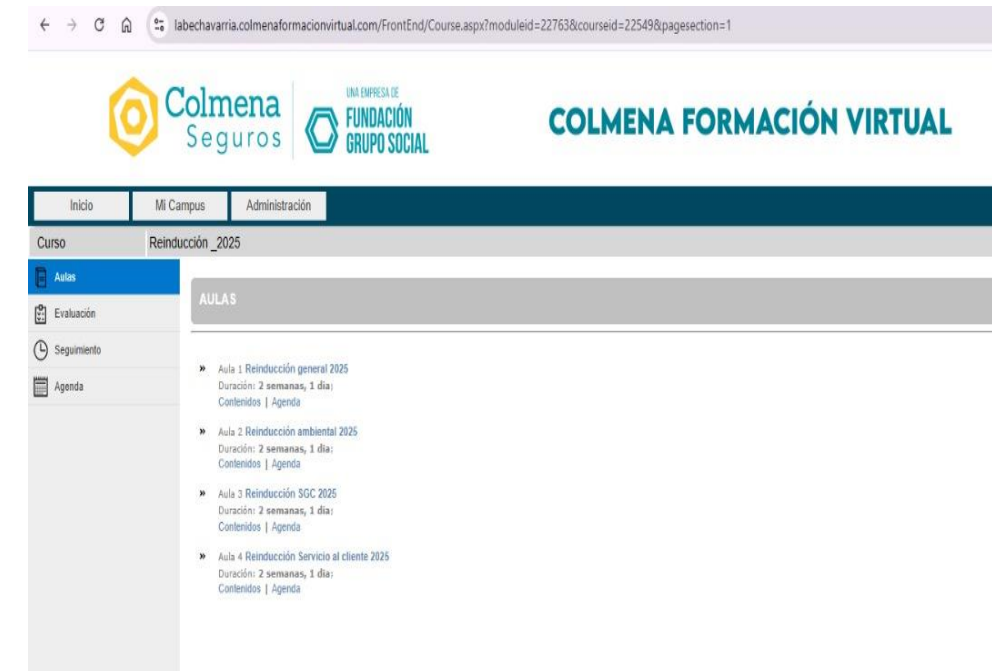 labechavarria.colmenaformacionvirtual.com/FrontEnd/Course.aspx?moduleid=22763&courseid=22549&pagesection=1
Colmena
Seguros
UNA EMPRESA DE
FUNDACIÓN
GRUPO SOCIAL
COLMENA FORMACIÓN VIRTUAL
Inicio Mi Campus Administración
Curso Reinducción _2025
Aulas
Evaluación
Seguimiento
Agenda
AULAS
» Aula 1 Reinducción general 2025
Duración: 2 semanas, 1 dia;
Contenidos | Agenda
» Aula 2 Reinducción ambiental 2025
Duración: 2 semanas, 1 dia;
Contenidos | Agenda
» Aula 3 Reinducción SGC 2025
Duración: 2 semanas, 1 dia;
Contenidos | Agenda
» Aula 4 Reinducción Servicio al cliente 2025
Duración: 2 semanas, 1 dia;
Contenidos | Agenda